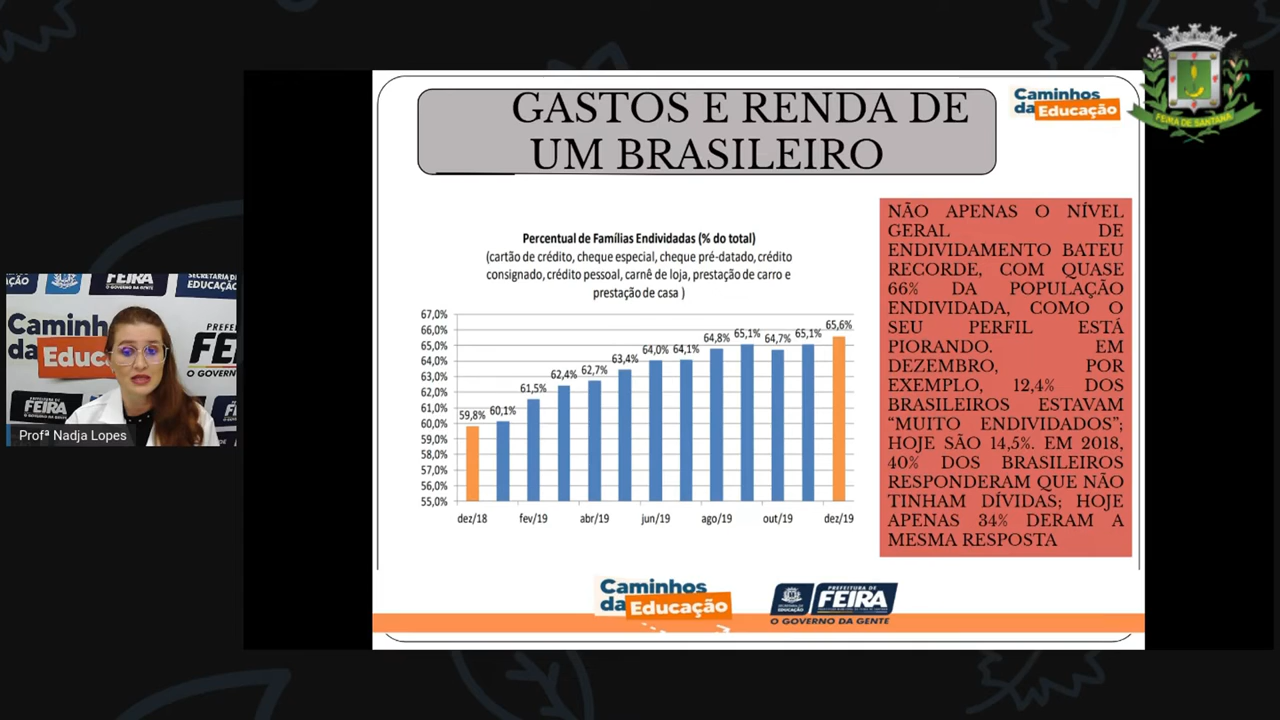 FEIRA DE SANTANA
Caminhos
da Educação
GASTOS E RENDA DE
UM BRASILEIRO
Percentual de Famílias Endividadas (% do total)
(cartão de crédito, cheque especial, cheque pré-datado, crédito
consignado, crédito pessoal, carnê de loja, prestação de carro e
prestação de casa )
67,0%
66,0%
65,0%
64,0%
63,0%
62,0%
61,0%
60,0%
59,0%
58,0%
57,0%
56,0%
55,0%
59,8%
60,1%
61,5%
62,4%
62,7%
63,4%
64,0%
64,1%
64,8%
65,1%
64,7%
65,1%
65,6%
dez/18
fev/19
abr/19
jun/19
ago/19
out/19
dez/19
NÃO APENAS O NÍVEL
GERAL DE
ENDIVIDAMENTO BATEU
RECORDE, COM QUASE
66% DA POPULAÇÃO
ENDIVIDADA, COMO O
SEU PERFIL ESTÁ
PIORANDO. EM
DEZEMBRO, POR
EXEMPLO, 12,4% DOS
BRASILEIROS ESTAVAM
“MUITO ENDIVIDADOS”;
HOJE SÃO 14,5%. EM 2018,
40% DOS BRASILEIROS
RESPONDERAM QUE NÃO
TINHAM DÍVIDAS; HOJE
APENAS 34% DERAM A
MESMA RESPOSTA
Caminhos
da Educação
PREFEITURA DE
FEIRA
O GOVERNO DA GENTE
FEIRA
O GOVERNO DA GENTE
SECRETARIA DA
EDUCAÇÃO
Caminh
da Educa
PREFE
FE
O GOVERNO
FEIRA
Profª Nadja Lopes